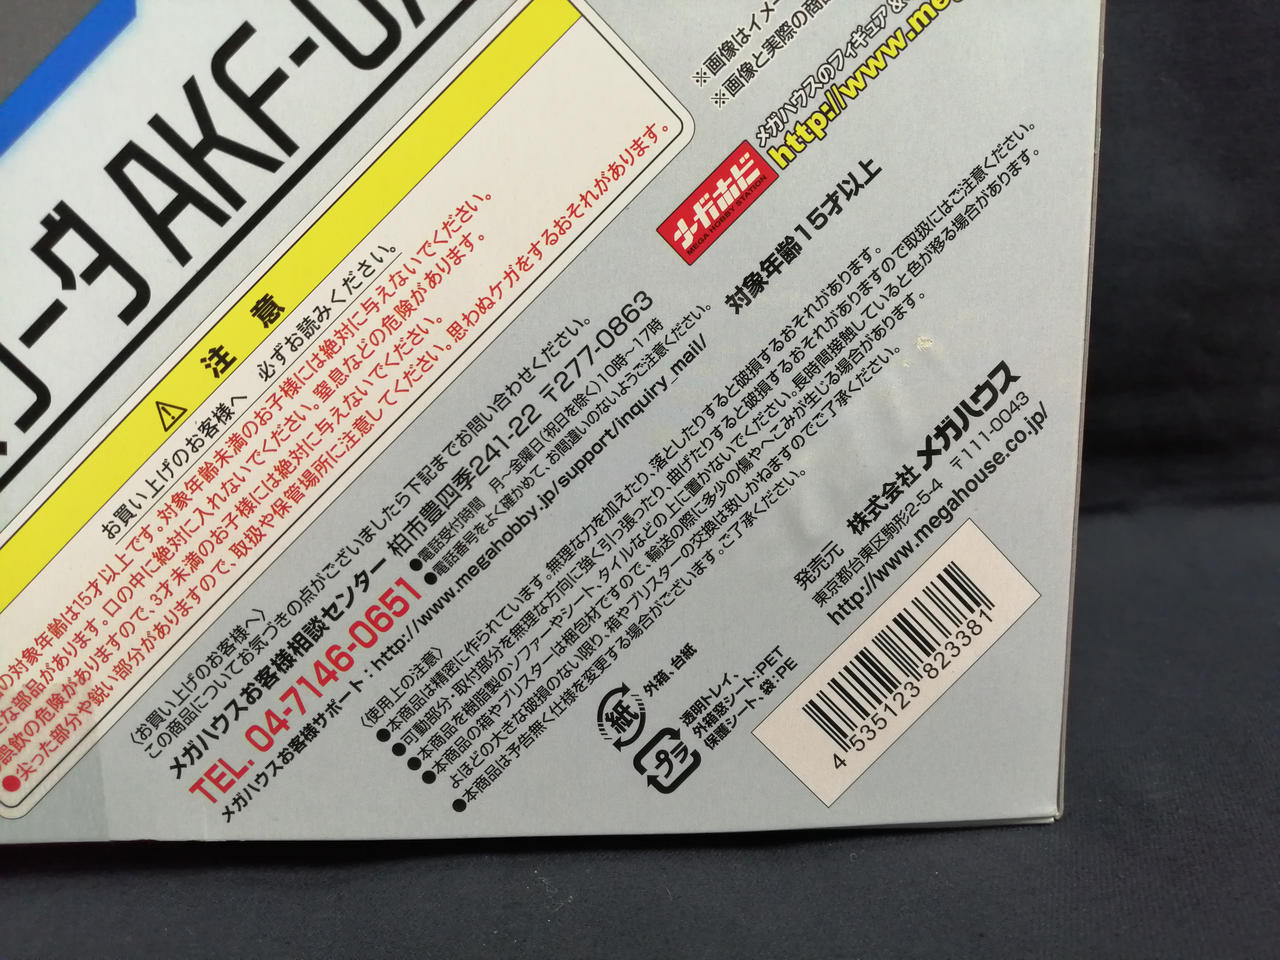 ーダ AKF-0
⚠ 注 意
お買い上げのお客様へ 必ずお読みください。
の対象年齢は15才以上です。対象年齢未満のお子様には絶対に与えないでください。
な部品があります。口の中に絶対に入れないでください。窒息などの危険があります。
誤飲の危険がありますので、3才未満のお子様には絶対に与えないでください。
●尖った部分や鋭い部分がありますので、取扱や保管場所に注意してください。思わぬケガをするおそれがあります。
〈お買い上げのお客様へ〉
この商品についてお気づきの点がございましたら下記までお問い合わせください。
メガハウスお客様相談センター 柏市豊四季241-22 〒277-0863
TEL. 04-7146-0651
●電話受付時間 月~金曜日(祝日を除く)10時~17時
●電話番号をよく確かめて、お間違いのないようご注意ください。
メガハウスお客様サポート:http://www.megahobby.jp/support/inquiry_mail/
※画像はイメー
※画像と実際の商品
メガホビ
MEGA HOBBY STATION
メガハウスのフィギュア&
http://www.me
対象年齢15才以上
〈使用上の注意〉
●本商品は精密に作られています。無理な力を加えたり、落としたりすると破損するおそれがあります。
●可動部分・取付部分を無理な方向に強く引っ張ったり、曲げたりすると破損するおそれがありますので取扱にはご注意ください。
●本商品を樹脂製のソファーやシート、タイルなどの上に置かないでください。長時間接触していると色が移る場合があります。
●本商品の箱やブリスターは梱包材ですので、輸送の際に多少の傷やへこみが生じる場合があります。
よほどの大きな破損のない限り、箱やブリスターの交換は致しかねますのでご了承ください。
●本商品は予告無く仕様を変更する場合がございます。ご了承ください。
紙
外箱、台紙
プラ
透明トレイ、
外箱窓シート:PET
保護シート、袋:PE
発売元 株式会社 メガハウス
東京都台東区駒形2-5-4 〒111-0043
http://www.megahouse.co.jp/
4 535123 823381